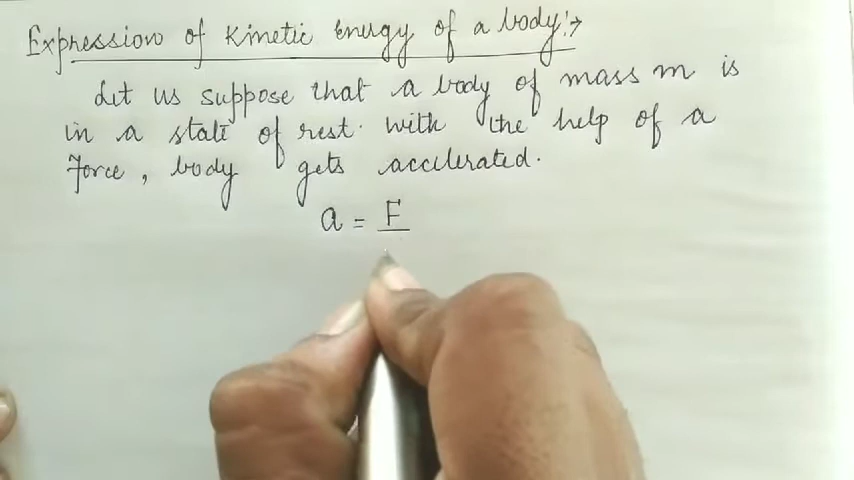 Expression of Kinetic energy of a body:→
Let us suppose that a body of mass m is
in a state of rest. With the help of a
force, body gets accelerated.
a = F